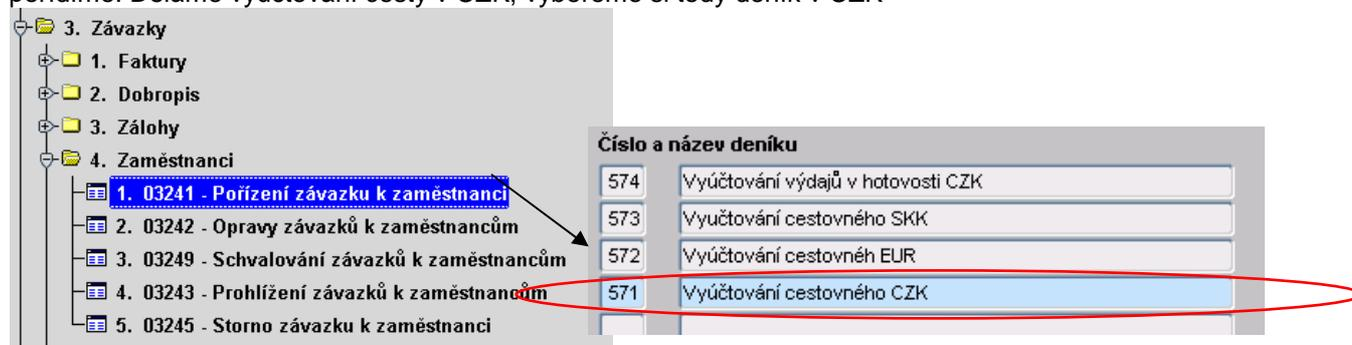 pořídíme. Děláme vyúčtování cesty v CZK, vybereme si tedy deník v CZK
3. Závazky
1. Faktury
2. Dobropis
3. Zálohy
4. Zaměstnanci
1. 03241 - Pořízení závazku k zaměstnanci
2. 03242 - Opravy závazků k zaměstnancům
3. 03249 - Schvalování závazků k zaměstnancům
4. 03243 - Prohlížení závazků k zaměstnancům
5. 03245 - Storno závazku k zaměstnanci
Číslo a název deníku
574 Vyúčtování výdajů v hotovosti CZK
573 Vyučtování cestovného SKK
572 Vyúčtování cestovnéh EUR
571 Vyúčtování cestovného CZK